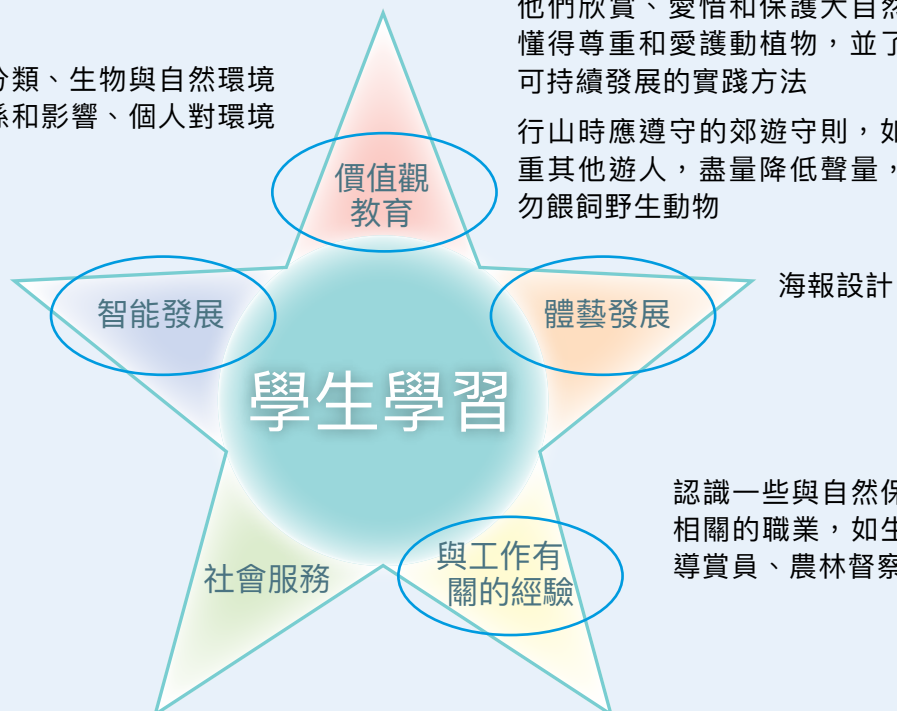 他們欣賞、愛惜和保護大自然
懂得尊重和愛護動植物，並了
可持續發展的實踐方法
行山時應遵守的郊遊守則，如
重其他遊人，盡量降低聲量，
勿餵飼野生動物
分類、生物與自然環境
係和影響、個人對環境
價值觀
教育
智能發展
體藝發展
海報設計
學生學習
認識一些與自然保
相關的職業，如生
導賞員、農林督察
社會服務
與工作有
關的經驗